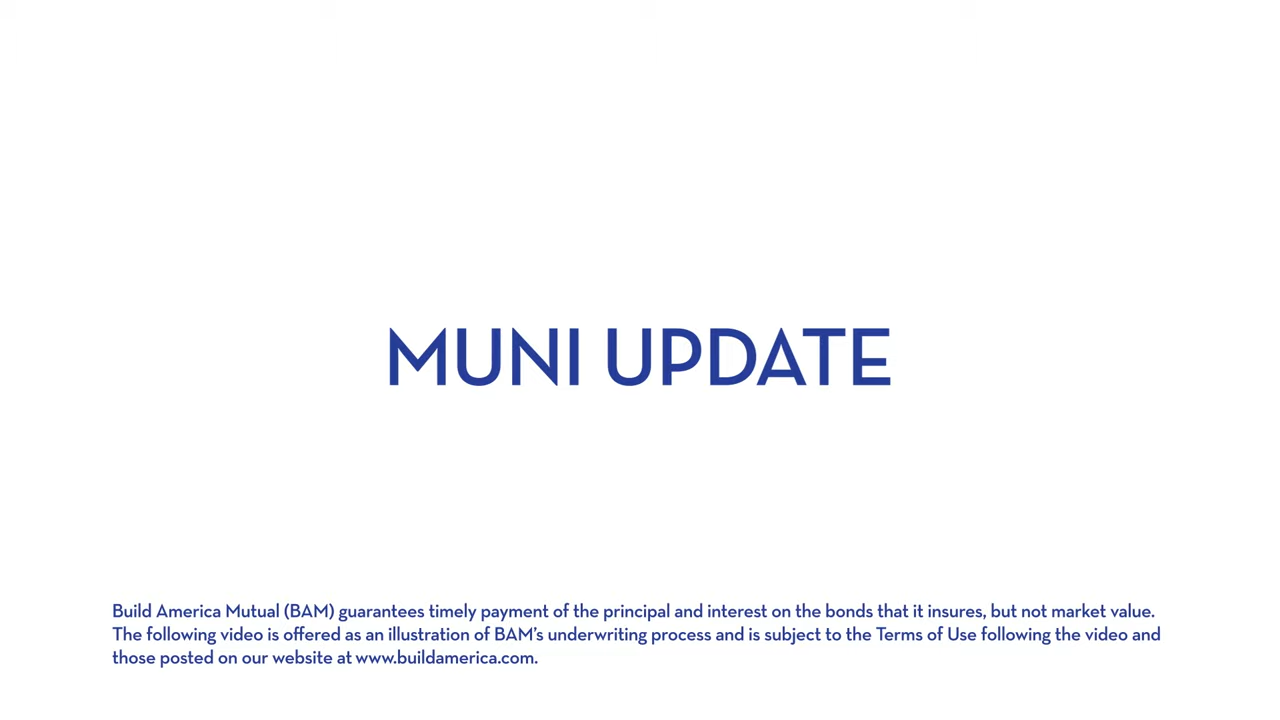 MUNI UPDATE
Build America Mutual (BAM) guarantees timely payment of the principal and interest on the bonds that it insures, but not market value.
The following video is offered as an illustration of BAM's underwriting process and is subject to the Terms of Use following the video and
those posted on our website at www.buildamerica.com.